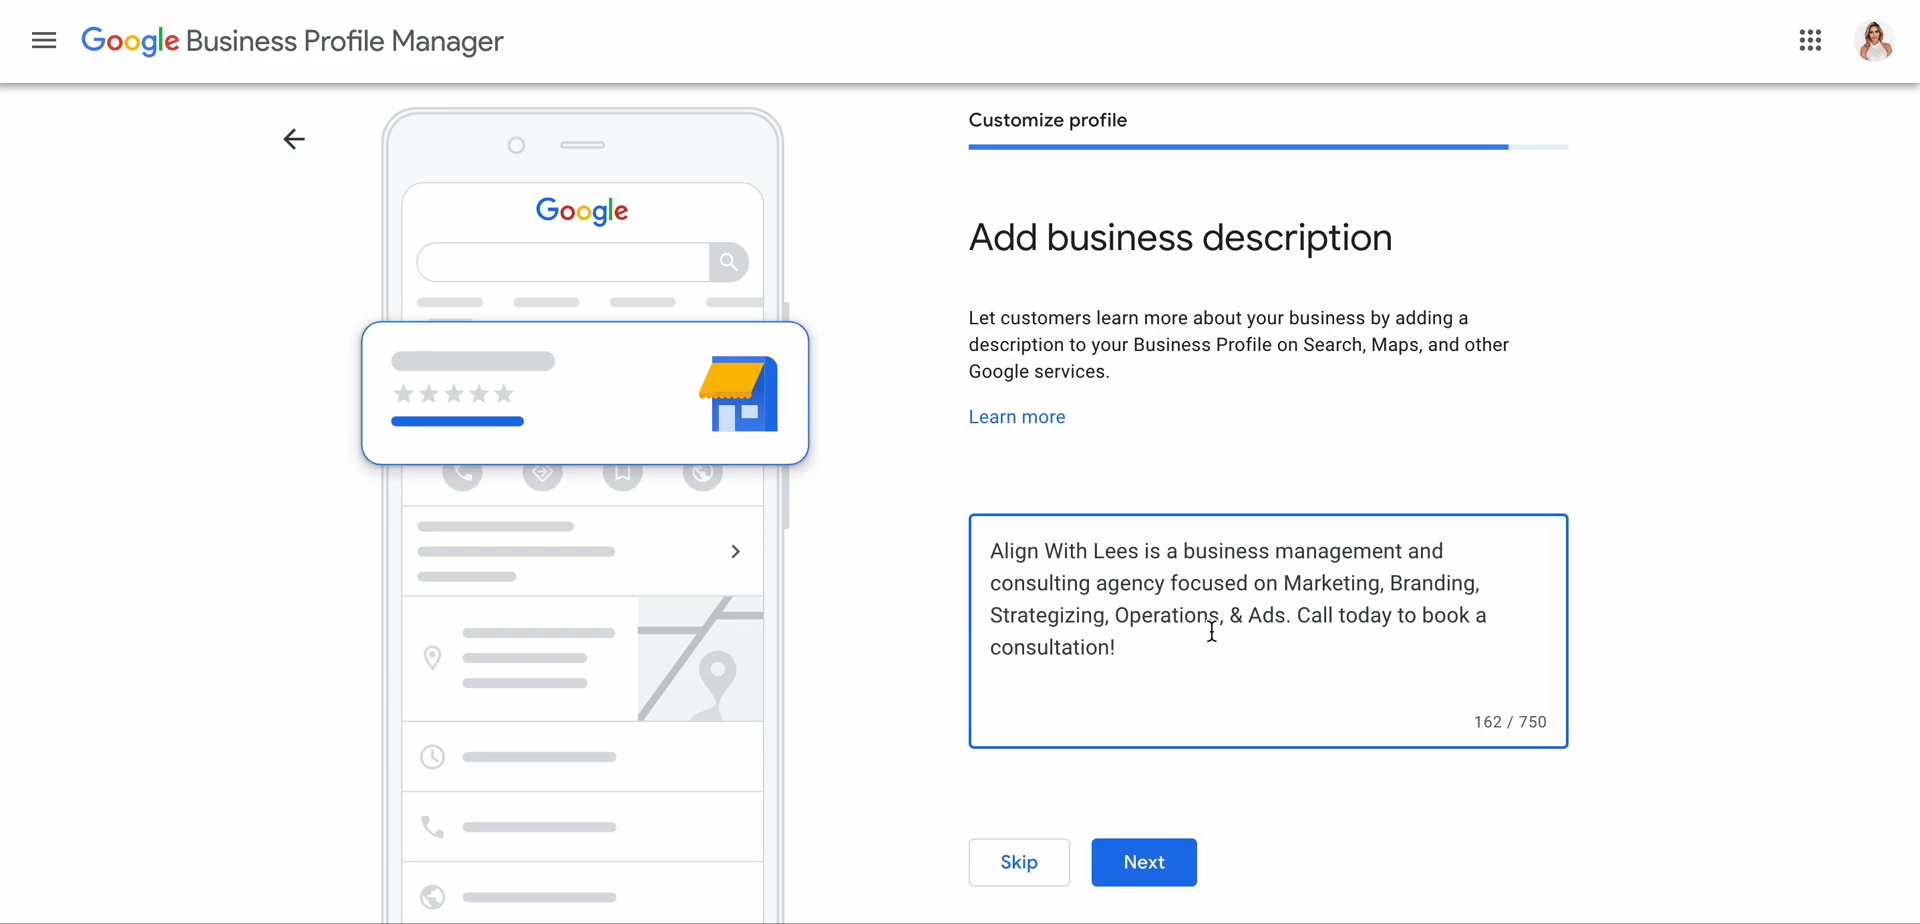 Google Business Profile Manager
Google
Customize profile
Add business description
Let customers learn more about your business by adding a
description to your Business Profile on Search, Maps, and other
Google services.
Learn more
Align With Lees is a business management and
consulting agency focused on Marketing, Branding,
Strategizing, Operations, & Ads. Call today to book a
consultation!
162 / 750
Skip
Next